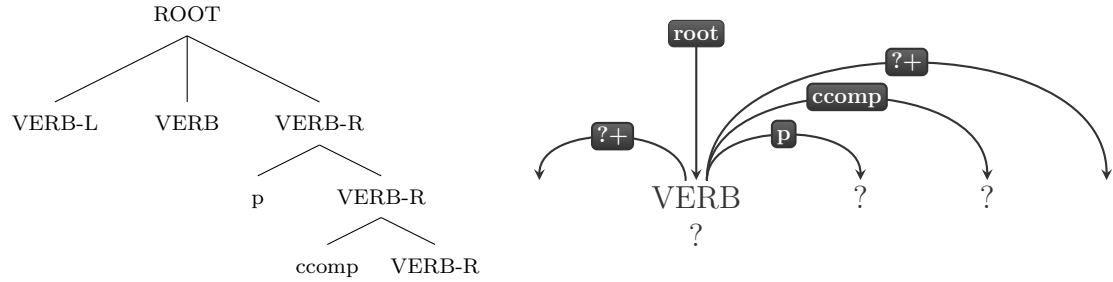 ROOT
VERB-L VERB VERB-R
p VERB-R
ccomp VERB-R
root
?+
ccomp
?+ p
VERB ? ?
?